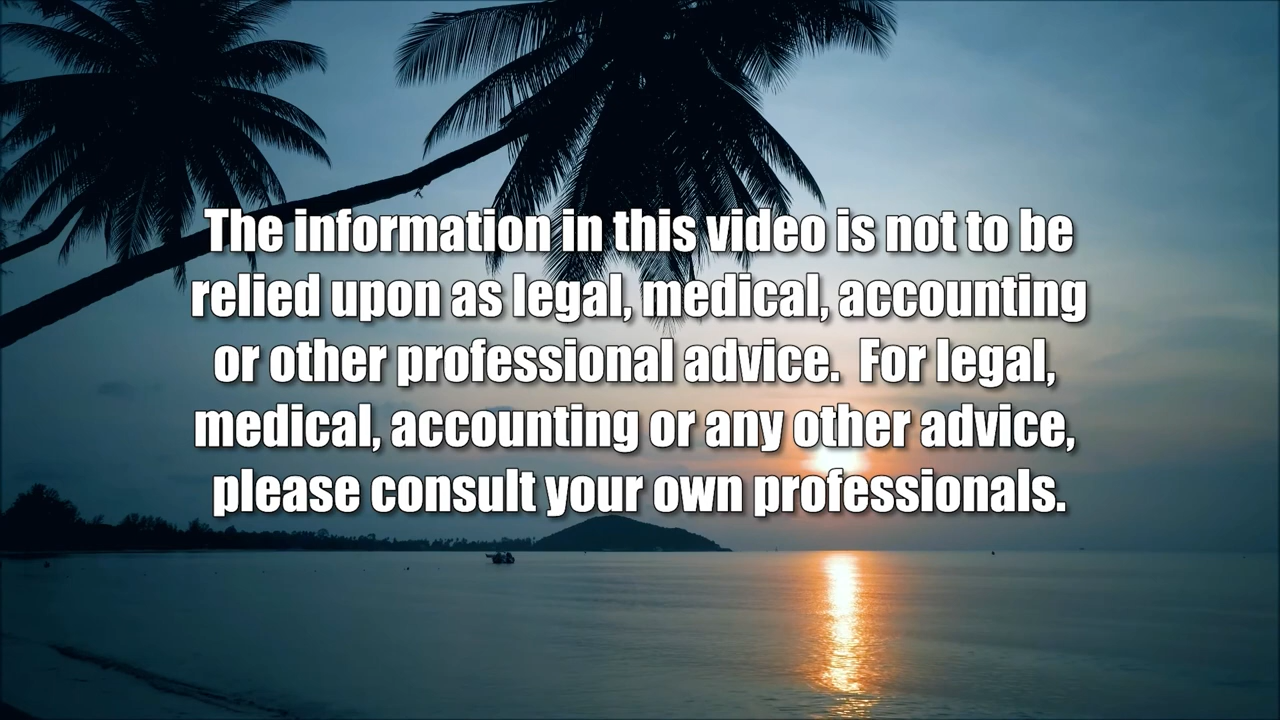 The information in this video is not to be
relied upon as legal, medical, accounting
or other professional advice.  For legal,
medical, accounting or any other advice,
please consult your own professionals.